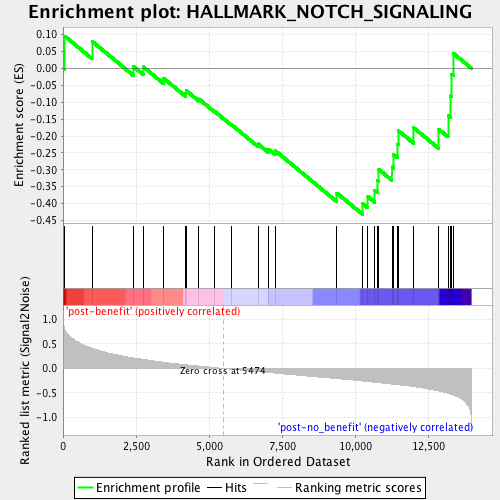 Enrichment plot: HALLMARK_NOTCH_SIGNALING
Enrichment score (ES)
0.10
0.05
0.00
-0.05
-0.10
-0.15
-0.20
-0.25
-0.30
-0.35
-0.40
-0.45
'post-benefit' (positively correlated)
Ranked list metric (Signal2Noise)
1.0
0.5
0.0
-0.5
-1.0
Zero cross at 5474
'post-no_benefit' (negatively correlated)
0
2,500
5,000
7,500
10,000
12,500
Rank in Ordered Dataset
Enrichment profile
Hits
Ranking metric scores